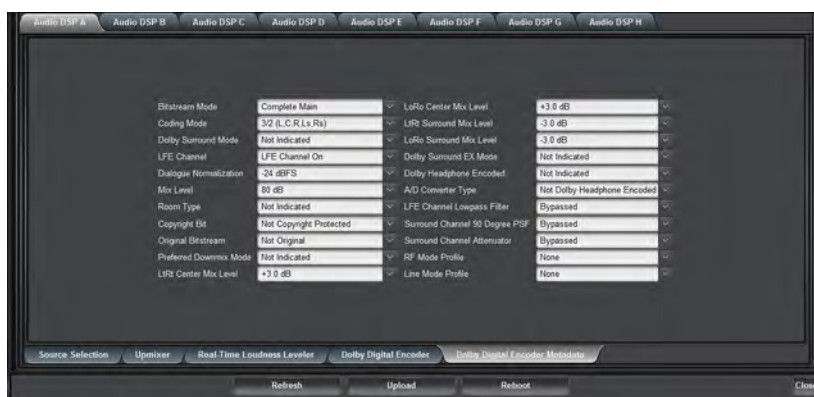 Audio DSP A Audio DSP B Audio DSP C Audio DSP D Audio DSP E Audio DSP F Audio DSP G Audio DSP H
Bitstream Mode Complete Main LoRo Center Mix Level +3.0 dB
Coding Mode 3/2 (L,C,R,Ls,Rs) LtRt Surround Mix Level -3.0 dB
Dolby Surround Mode Not Indicated LoRo Surround Mix Level -3.0 dB
LFE Channel LFE Channel On Dolby Surround EX Mode Not Indicated
Dialogue Normalization -24 dBFS Dolby Headphone Encoded Not Indicated
Mix Level 80 dB A/D Converter Type Not Dolby Headphone Encoded
Room Type Not Indicated LFE Channel Lowpass Filter Bypassed
Copyright Bit Not Copyright Protected Surround Channel 90 Degree PSF Bypassed
Original Bitstream Not Original Surround Channel Attenuator Bypassed
Preferred Downmix Mode Not Indicated RF Mode Profile None
LtRt Center Mix Level +3.0 dB Line Mode Profile None
Source Selection Upmixer Real-Time Loudness Leveler Dolby Digital Encoder Dolby Digital Encoder Metadata
Refresh Upload Reboot Close